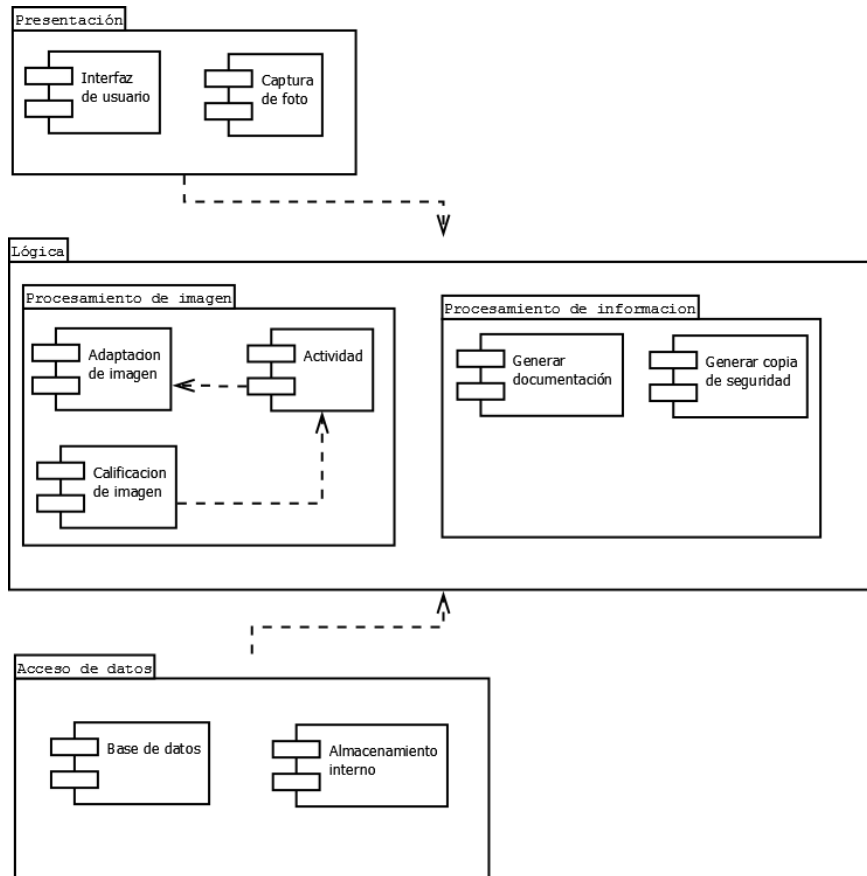 Presentación
Interfaz
de usuario
Captura
de foto
Lógica
Procesamiento de imagen
Adaptacion
de imagen
Actividad
Calificacion
de imagen
Procesamiento de informacion
Generar
documentación
Generar copia
de seguridad
Acceso de datos
Base de datos
Almacenamiento
interno